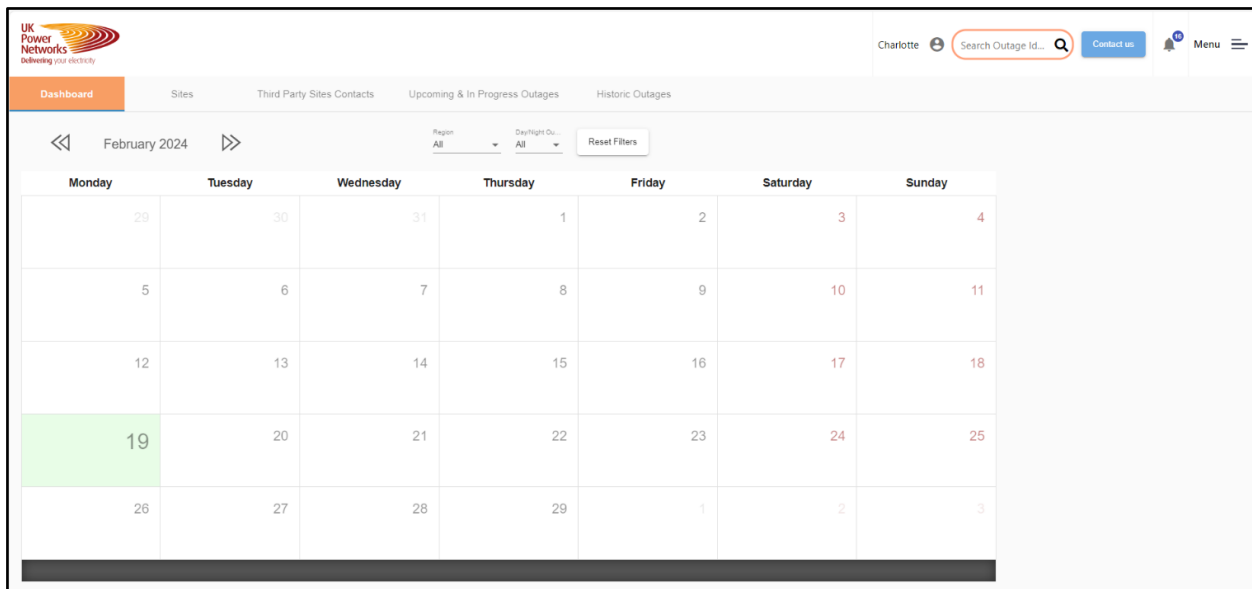 UK
Power
Networks
Delivering your electricity
Charlotte Search Outage Id... Contact us 16 Menu
Dashboard Sites Third Party Sites Contacts Upcoming & In Progress Outages Historic Outages
February 2024
Region Day/Night Ou...
All All Reset Filters
Monday Tuesday Wednesday Thursday Friday Saturday Sunday
29 30 31 1 2 3 4
5 6 7 8 9 10 11
12 13 14 15 16 17 18
19 20 21 22 23 24 25
26 27 28 29 1 2 3